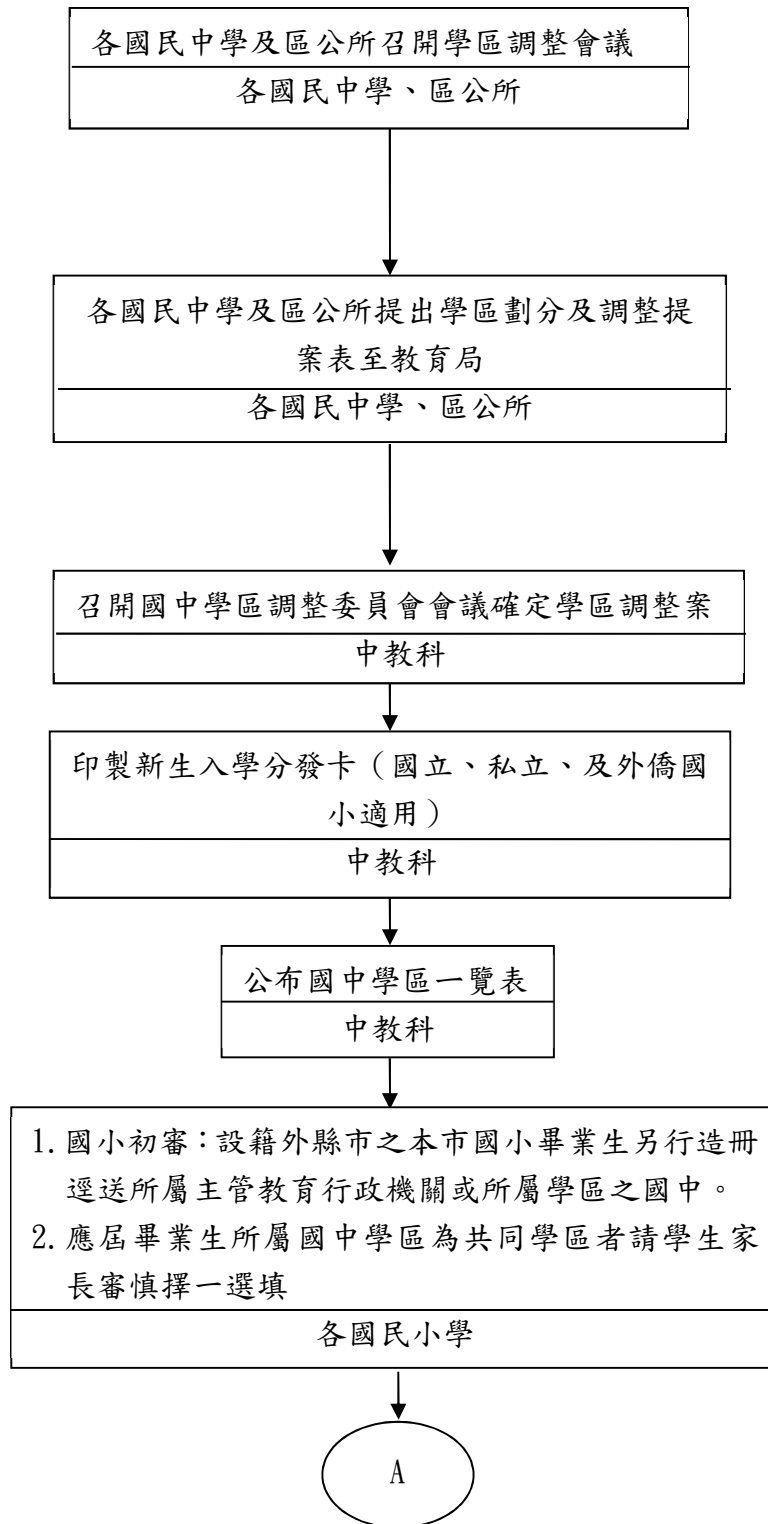 各國民中學及區公所召開學區調整會議
各國民中學、區公所
各國民中學及區公所提出學區劃分及調整提
案表至教育局
各國民中學、區公所
召開國中學區調整委員會會議確定學區調整案
中教科
印製新生入學分發卡（國立、私立、及外僑國
小適用）
中教科
公布國中學區一覽表
中教科
1. 國小初審：設籍外縣市之本市國小畢業生另行造冊
逕送所屬主管教育行政機關或所屬學區之國中。
2. 應屆畢業生所屬國中學區為共同學區者請學生家
長審慎擇一選填
各國民小學
A